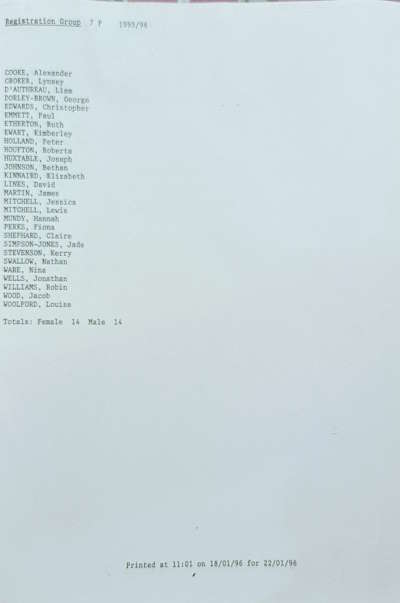 Registration Group 7 P 1995/96
COOKE, Alexander
CROKER, Lynsey
D'AUTHREAU, Lisa
DORLEY-BROWN, George
EDWARDS, Christopher
EMMETT, Paul
ETHERTON, Ruth
EWART, Kimberley
HOLLAND, Peter
HOUFTON, Roberta
HUXTABLE, Joseph
JOHNSON, Bethan
KINNAIRD, Elizabeth
LINES, David
MARTIN, James
MITCHELL, Jessica
MITCHELL, Lewis
MUNDY, Hannah
PERKS, Fiona
SHEPHARD, Claire
SIMPSON-JONES, Jade
STEVENSON, Kerry
SWALLOW, Nathan
WARE, Nina
WELLS, Jonathan
WILLIAMS, Robin
WOOD, Jacob
WOOLFORD, Louise
Totals: Female 14 Male 14
Printed at 11:01 on 18/01/96 for 22/01/96